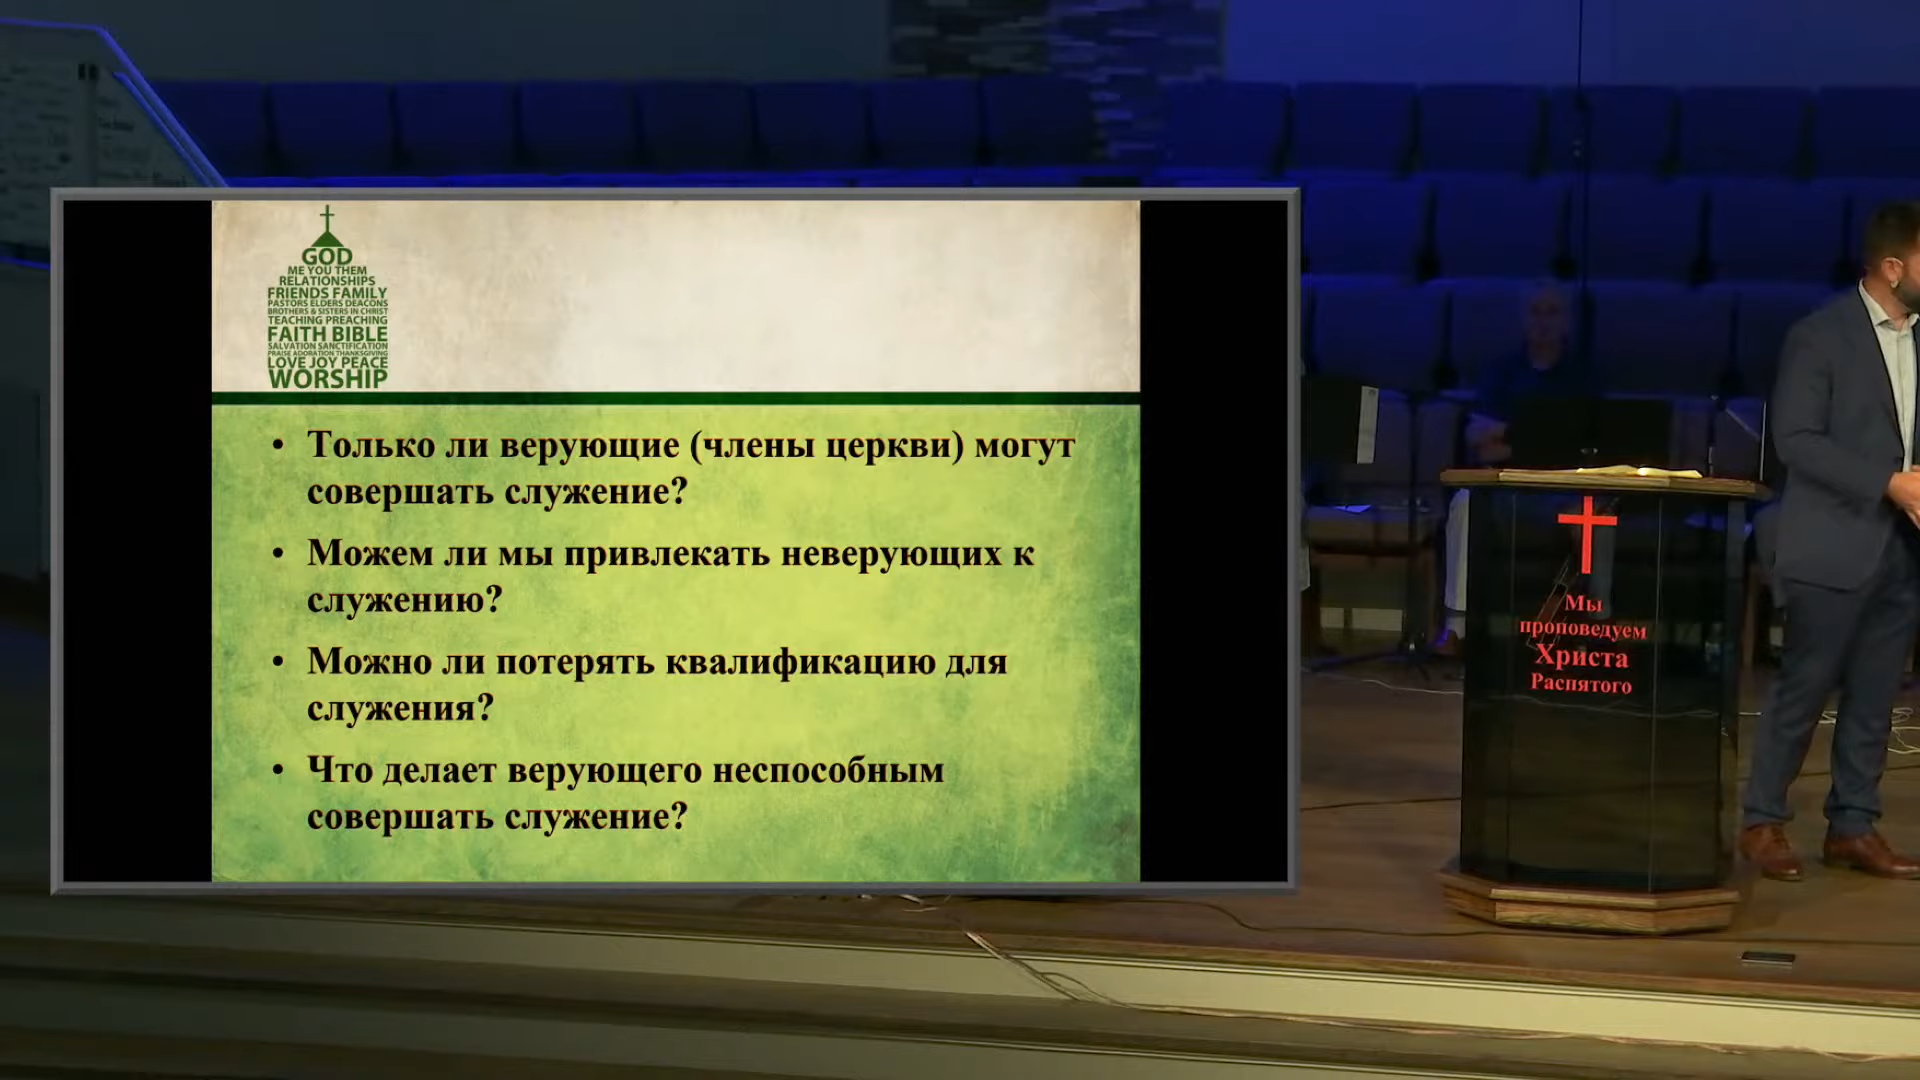 GOD
ME YOU THEM
RELATIONSHIPS
FRIENDS FAMILY
PASTORS ELDERS DEACONS
BROTHERS & SISTERS IN CHRIST
TEACHING PREACHING
FAITH BIBLE
SALVATION SANCTIFICATION
PRAISE ADORATION THANKSGIVING
LOVE JOY PEACE
WORSHIP
• Только ли верующие (члены церкви) могут
совершать служение?
• Можем ли мы привлекать неверующих к
служению?
• Можно ли потерять квалификацию для
служения?
• Что делает верующего неспособным
совершать служение?
Мы
проповедуем
Христа
Распятого